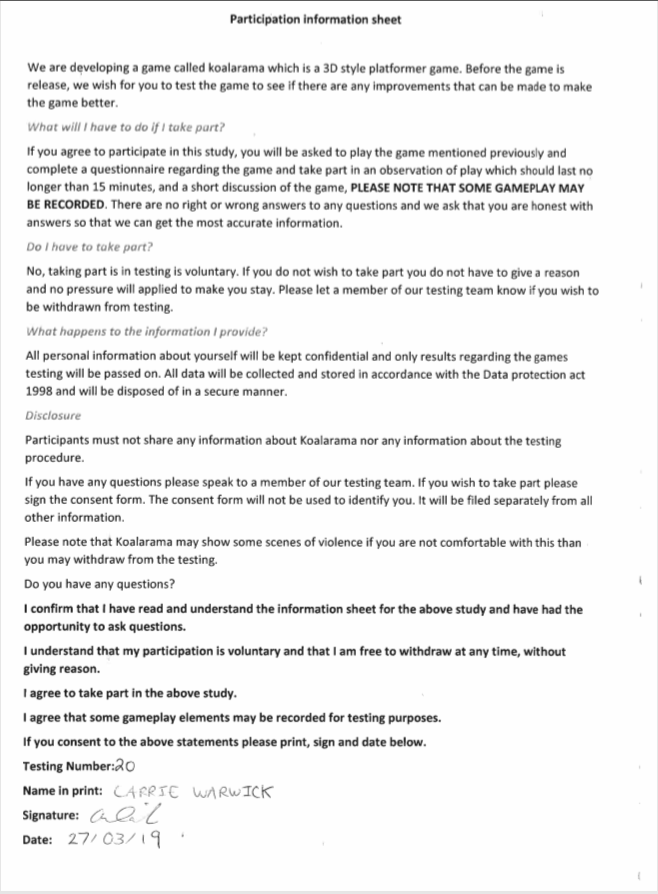 Participation information sheet
We are developing a game called koalarama which is a 3D style platformer game. Before the game is
release, we wish for you to test the game to see if there are any improvements that can be made to make
the game better.
What will I have to do if I take part?
If you agree to participate in this study, you will be asked to play the game mentioned previously and
complete a questionnaire regarding the game and take part in an observation of play which should last no
longer than 15 minutes, and a short discussion of the game, PLEASE NOTE THAT SOME GAMEPLAY MAY
BE RECORDED. There are no right or wrong answers to any questions and we ask that you are honest with
answers so that we can get the most accurate information.
Do I have to take part?
No, taking part is in testing is voluntary. If you do not wish to take part you do not have to give a reason
and no pressure will applied to make you stay. Please let a member of our testing team know if you wish to
be withdrawn from testing.
What happens to the information I provide?
All personal information about yourself will be kept confidential and only results regarding the games
testing will be passed on. All data will be collected and stored in accordance with the Data protection act
1998 and will be disposed of in a secure manner.
Disclosure
Participants must not share any information about Koalarama nor any information about the testing
procedure.
If you have any questions please speak to a member of our testing team. If you wish to take part please
sign the consent form. The consent form will not be used to identify you. It will be filed separately from all
other information.
Please note that Koalarama may show some scenes of violence if you are not comfortable with this than
you may withdraw from the testing.
Do you have any questions?
I confirm that I have read and understand the information sheet for the above study and have had the
opportunity to ask questions.
I understand that my participation is voluntary and that I am free to withdraw at any time, without
giving reason.
I agree to take part in the above study.
I agree that some gameplay elements may be recorded for testing purposes.
If you consent to the above statements please print, sign and date below.
Testing Number:20
Name in print: CARRIE WARWICK
Signature:
Date: 27/03/19